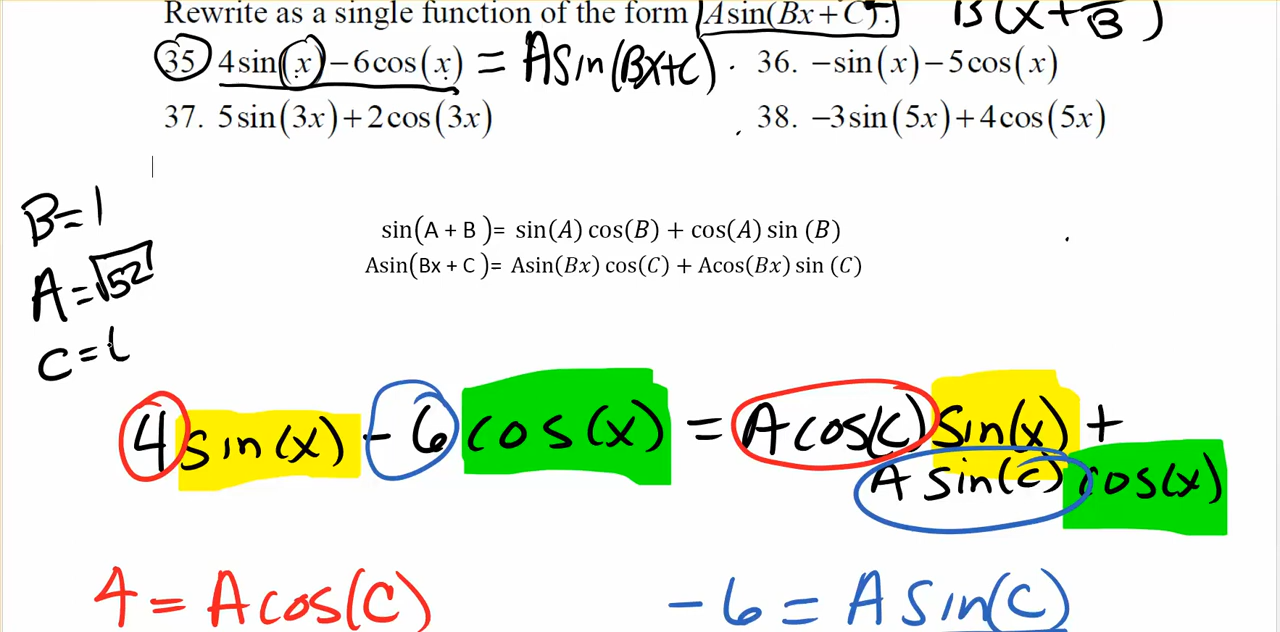 Rewrite as a single function of the form Asin(Bx+C). B(x+C/B)
35 4sin(x)−6cos(x) = Asin(Bx+C) 36. −sin(x)−5cos(x)
37. 5sin(3x)+2cos(3x) 38. −3sin(5x)+4cos(5x)
B=1
sin(A + B)= sin(A) cos(B) + cos(A) sin (B)
A=√52
Asin(Bx + C)= Asin(Bx) cos(C) + Acos(Bx) sin (C)
C=
4sin(x) − 6cos(x) = Acos(C)sin(x) +
A sin(C) cos(x)
4 = Acos(C) −6 = A sin(C)